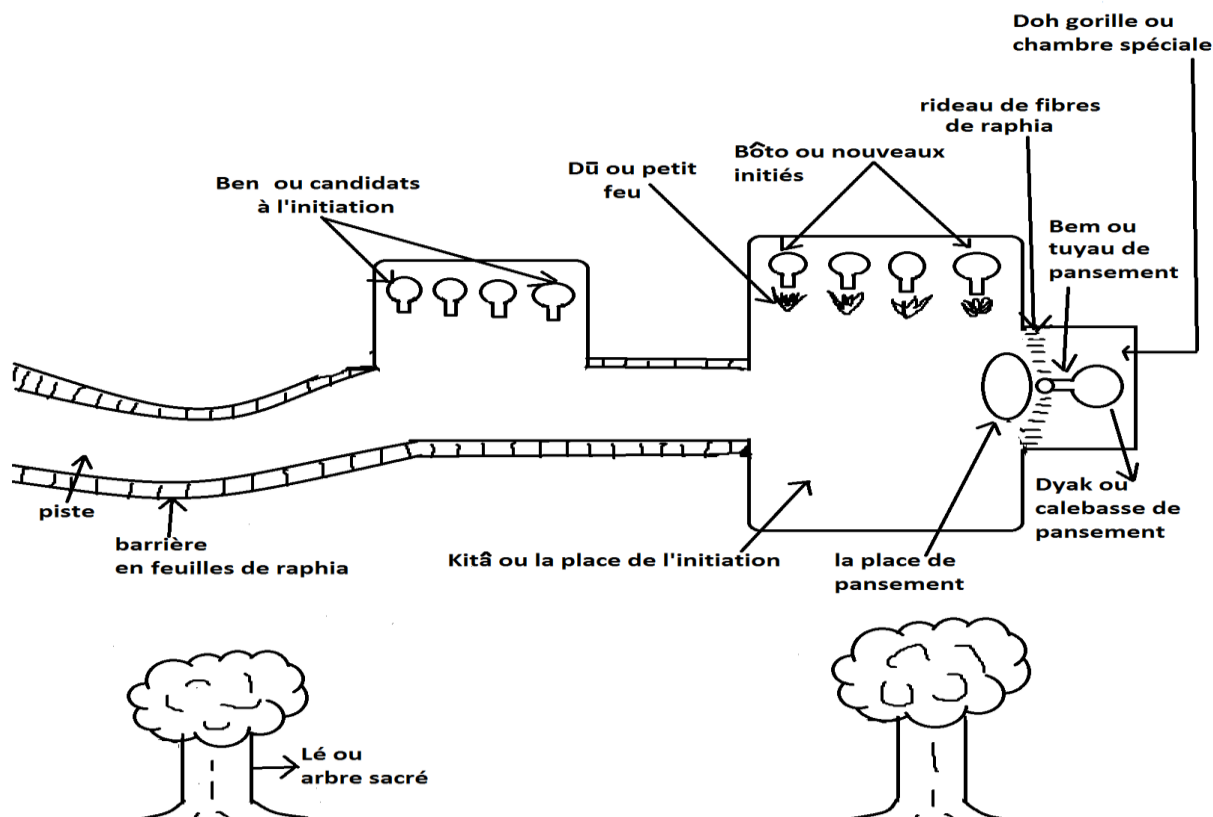 Doh gorille ou
chambre spéciale
rideau de fibres
de raphia
Bôto ou nouveaux
initiés
Dū ou petit
feu
Ben ou candidats
à l'initiation
Bem ou
tuyau de
pansement
piste
barrière
en feuilles de raphia
Kitâ ou la place de l'initiation
la place de
pansement
Dyak ou
calebasse de
pansement
Lé ou
arbre sacré